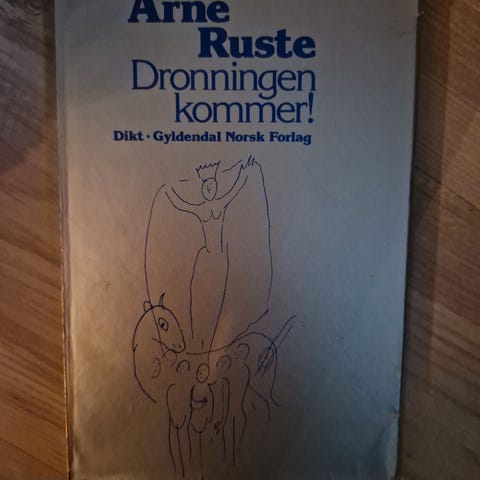 Arne
Ruste
Dronningen
kommer!
Dikt • Gyldendal Norsk Forlag